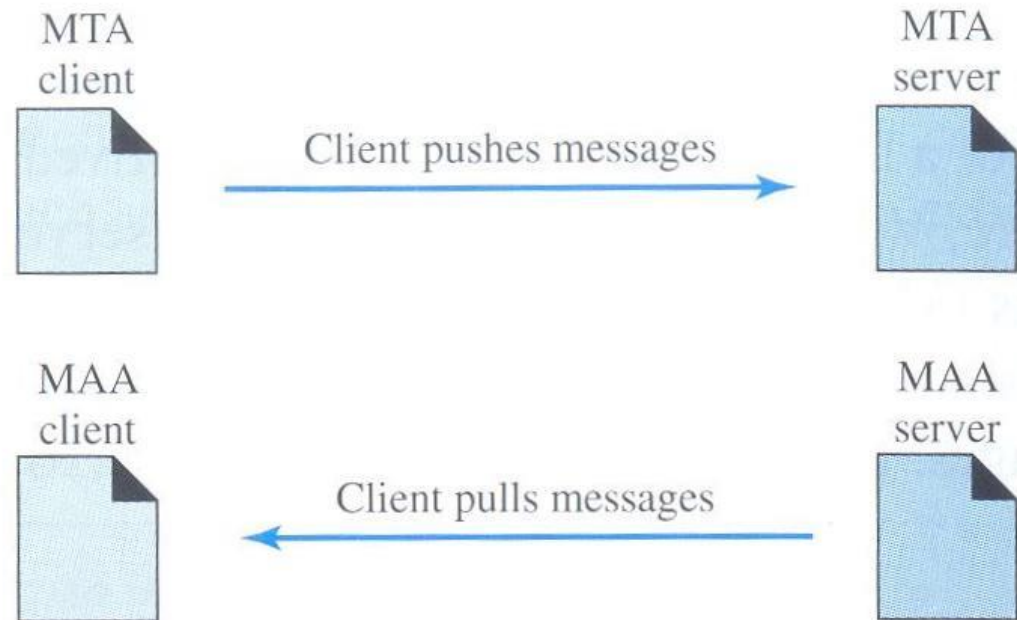 MTA
client
MTA
server
Client pushes messages
MAA
client
MAA
server
Client pulls messages